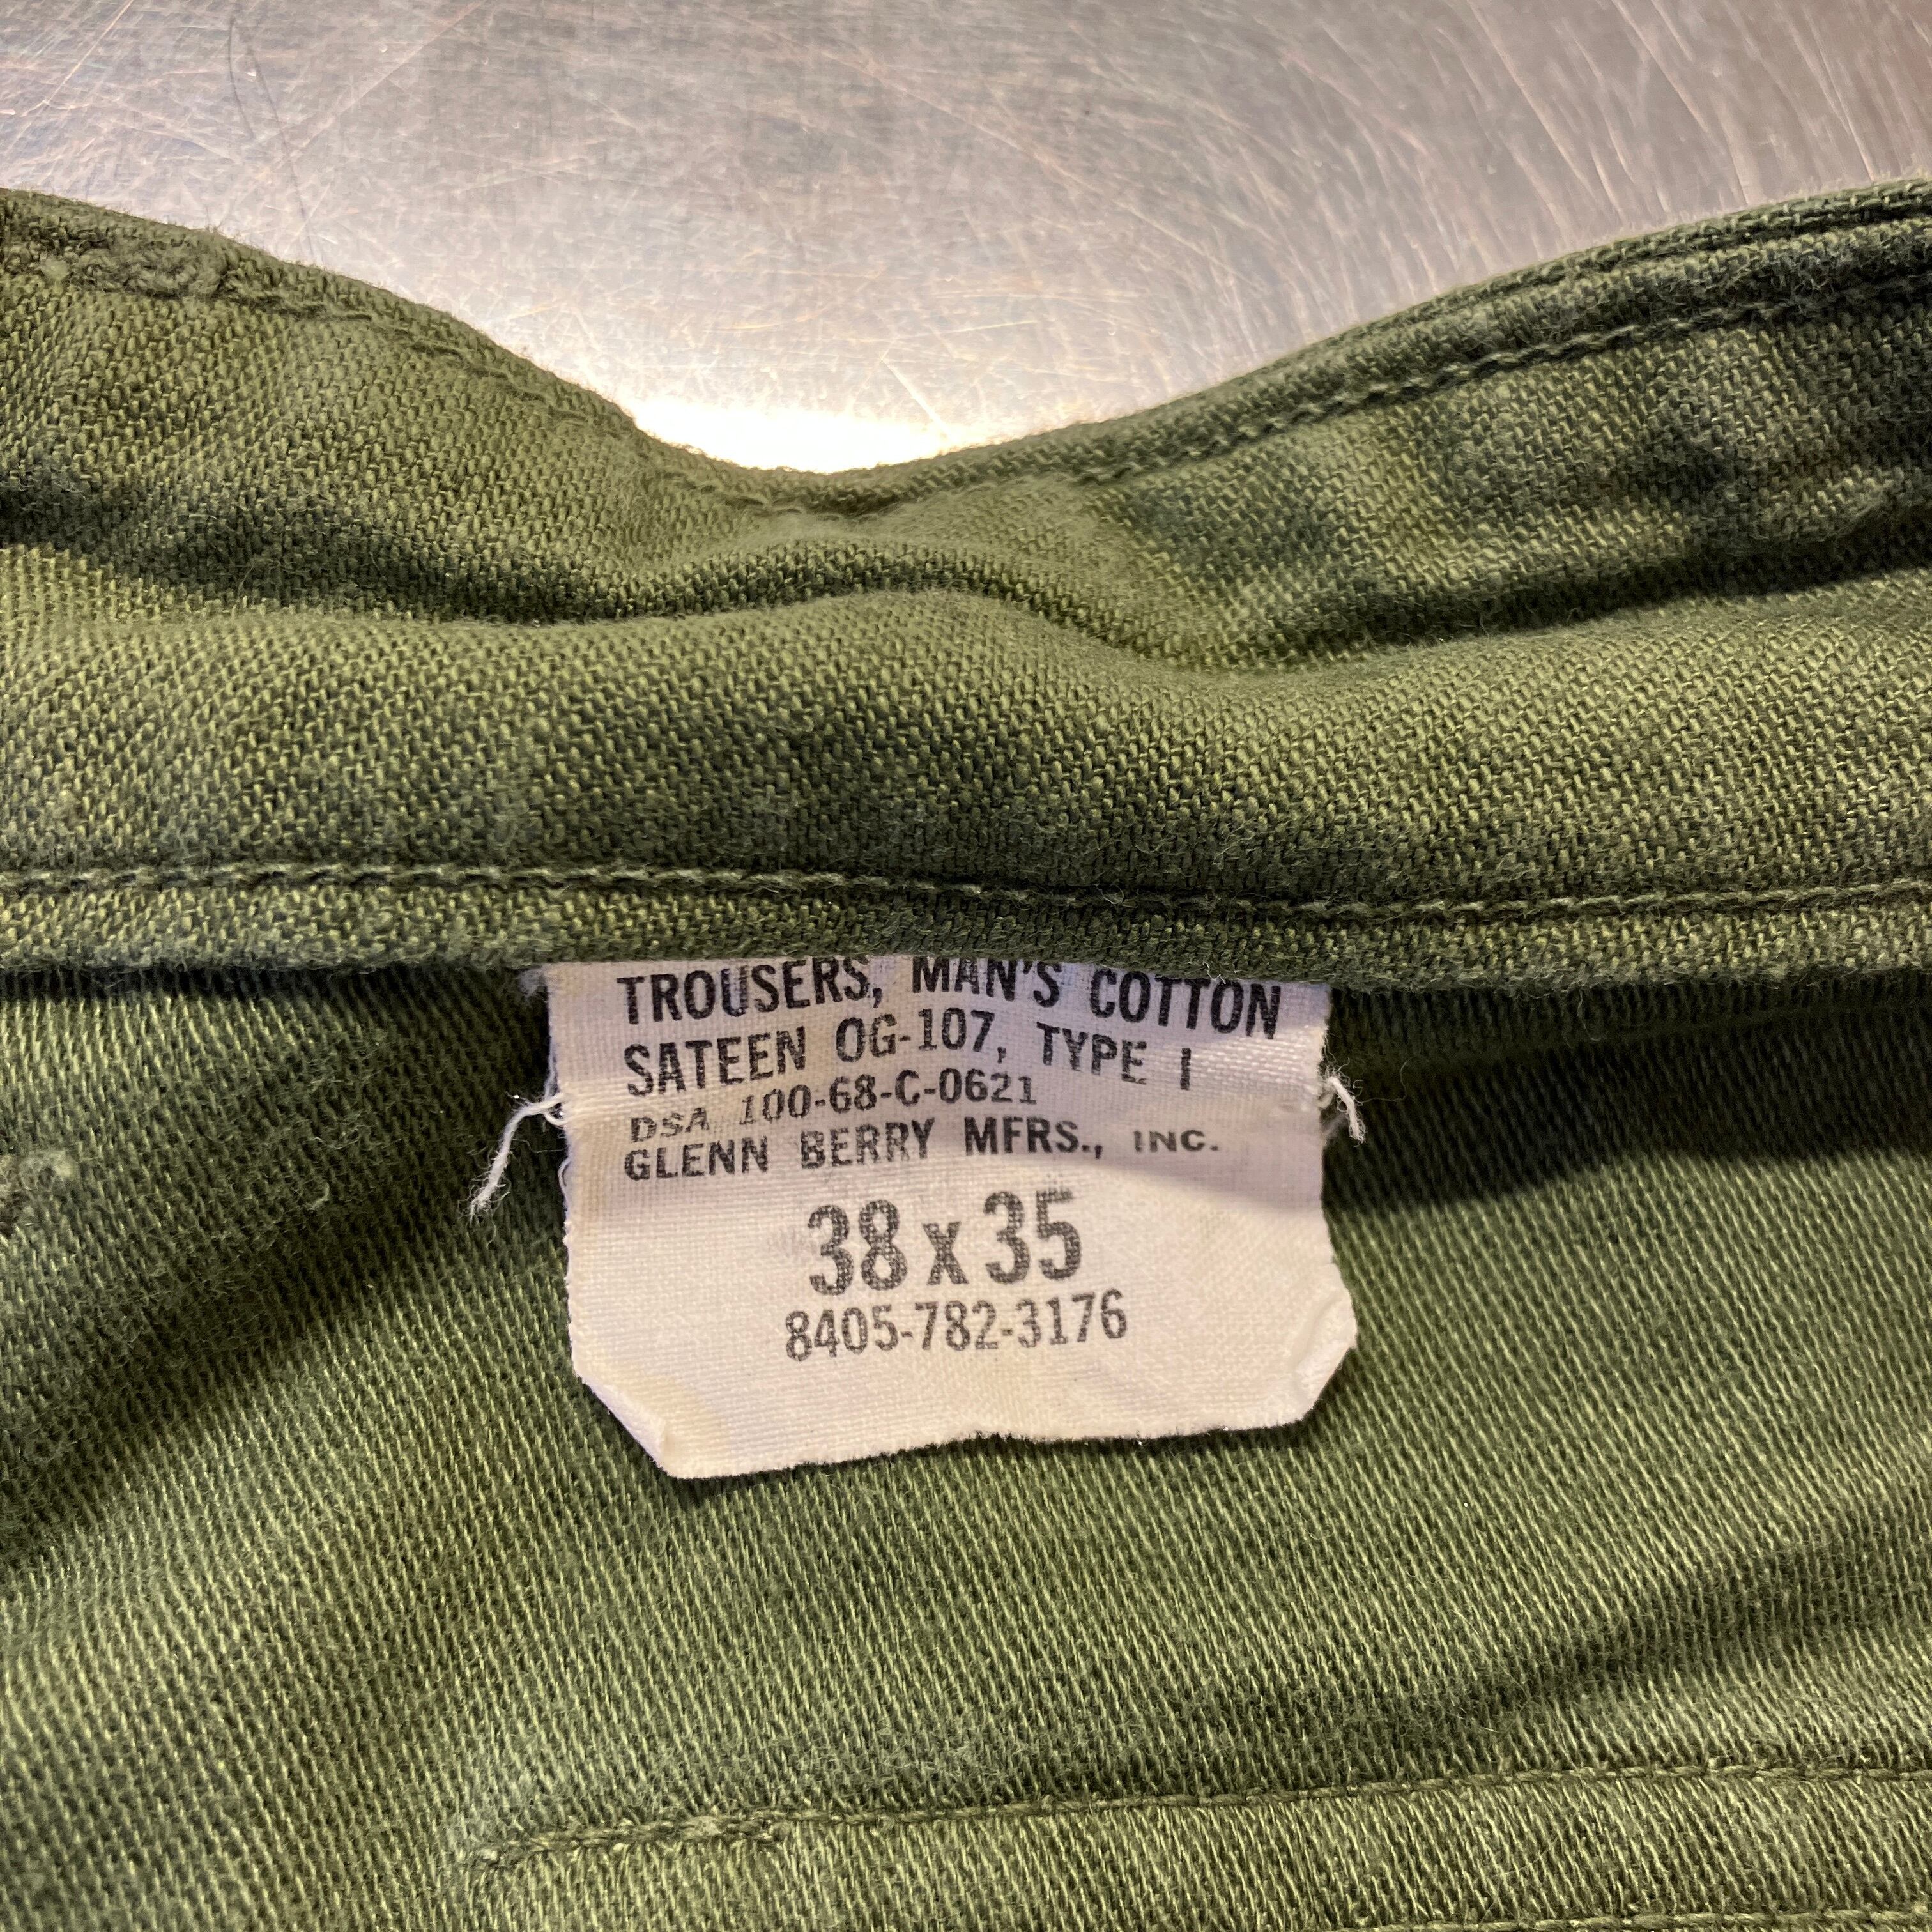 TROUSERS, MAN'S COTTON
SATEEN OG-107, TYPE I
DSA 100-68-C-0621
GLENN BERRY MFRS., INC.
38 x 35
8405-782-3176